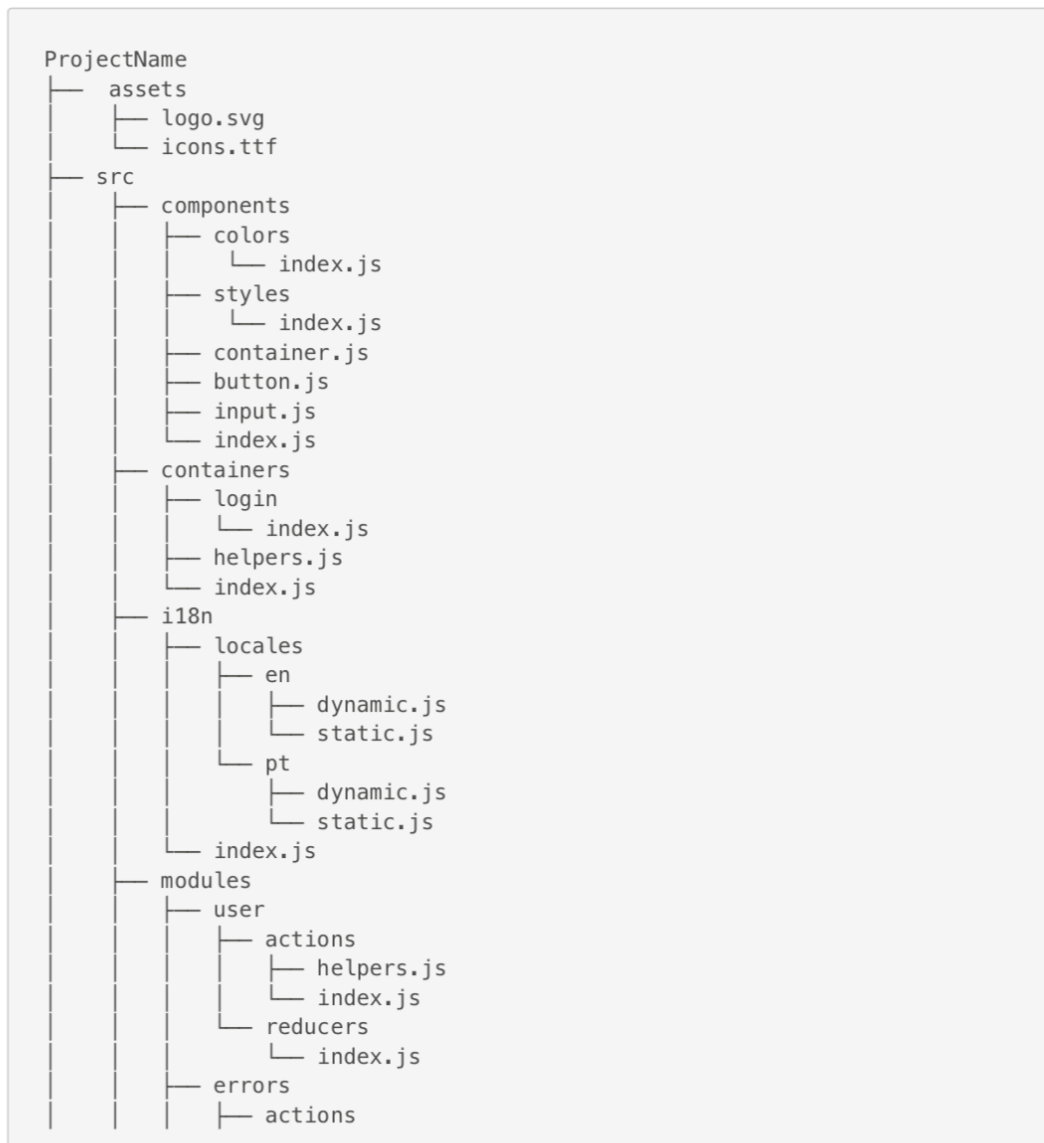 ProjectName
├── assets
│   ├── logo.svg
│   └── icons.ttf
├── src
│   ├── components
│   │   ├── colors
│   │   │   └── index.js
│   │   ├── styles
│   │   │   └── index.js
│   │   ├── container.js
│   │   ├── button.js
│   │   ├── input.js
│   │   └── index.js
│   ├── containers
│   │   ├── login
│   │   │   └── index.js
│   │   ├── helpers.js
│   │   └── index.js
│   ├── i18n
│   │   ├── locales
│   │   │   ├── en
│   │   │   │   ├── dynamic.js
│   │   │   │   └── static.js
│   │   │   └── pt
│   │   │       ├── dynamic.js
│   │   │       └── static.js
│   │   └── index.js
│   ├── modules
│   │   ├── user
│   │   │   ├── actions
│   │   │   │   ├── helpers.js
│   │   │   │   └── index.js
│   │   │   └── reducers
│   │   │       └── index.js
│   │   ├── errors
│   │   │   ├── actions